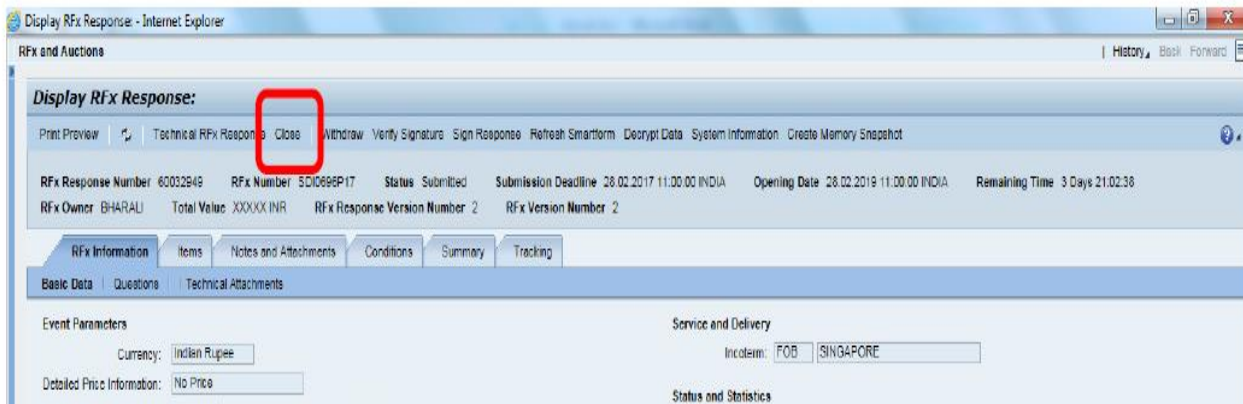 Display RFx Response: - Internet Explorer
RFx and Auctions
History Back Forward
Display RFx Response:
Print Preview Technical RFx Response Close Withdraw Verify Signature Sign Response Refresh Smartform Decrypt Data System Information Create Memory Snapshot
RFx Response Number 60032949 RFx Number SDI0696P17 Status Submitted Submission Deadline 28.02.2017 11:00:00 INDIA Opening Date 28.02.2019 11:00:00 INDIA Remaining Time 3 Days 21:02:38
RFx Owner BHARALI Total Value XXXXX INR RFx Response Version Number 2 RFx Version Number 2
RFx Information Items Notes and Attachments Conditions Summary Tracking
Basic Data Questions Technical Attachments
Event Parameters Service and Delivery
Currency: Indian Rupee Incoterm: FOB SINGAPORE
Detailed Price Information: No Price
Status and Statistics